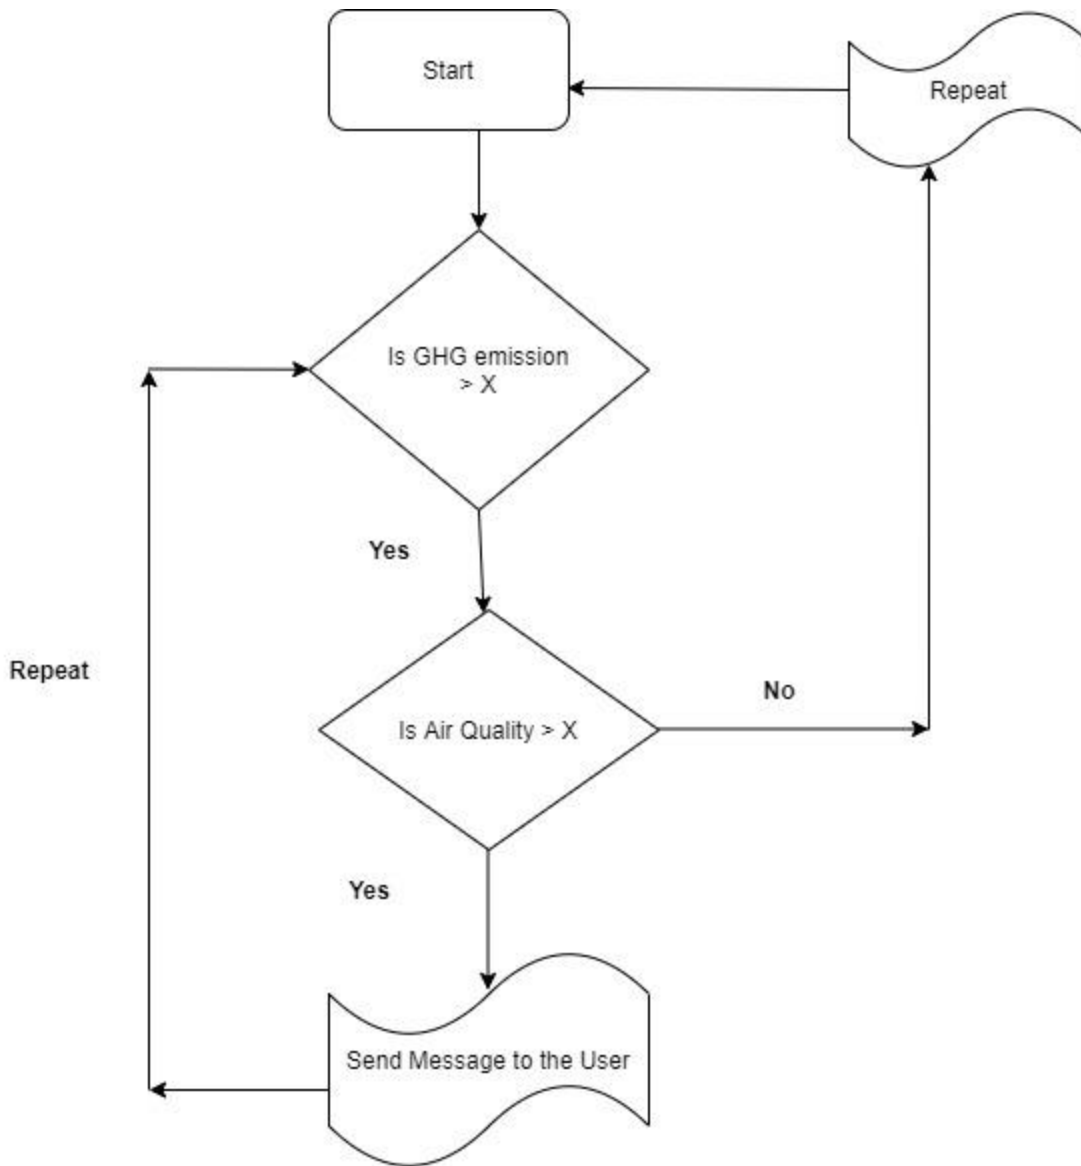 Start
Repeat
Is GHG emission
> X
Yes
Repeat
Is Air Quality > X
No
Yes
Send Message to the User